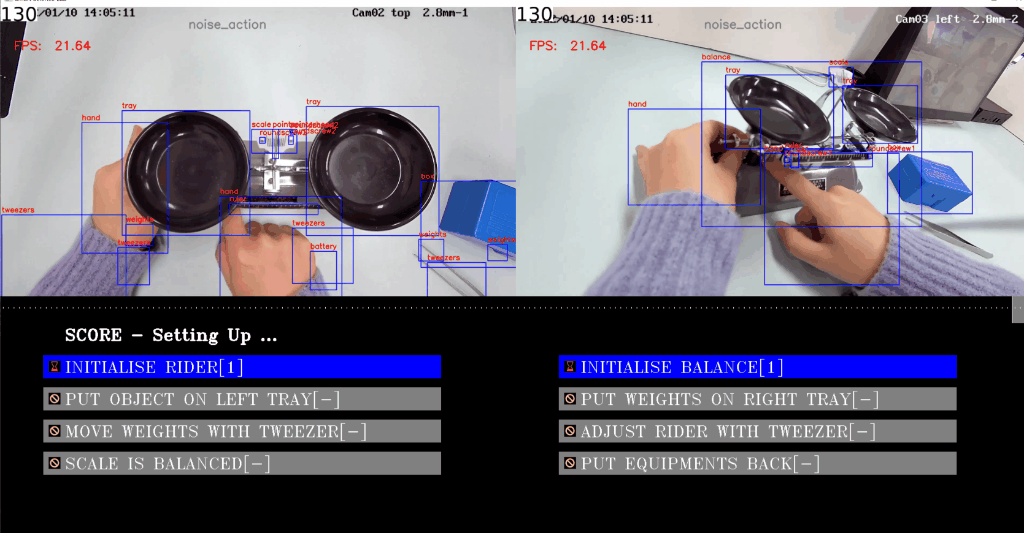 130 /01/10 14:05:11
Cam02 top 2.8mm-1
noise_action
FPS: 21.64
tray
tray
hand
hand
tweezers
weights
tweezers
tweezers
battery
box
weights
tweezers
130 /01/10 14:05:11
Cam03 left 2.8mm-2
noise_action
FPS: 21.64
balance
scale
tray
tray
hand
roundscrew1
SCORE - Setting Up ...
INITIALISE RIDER[1]
INITIALISE BALANCE[1]
PUT OBJECT ON LEFT TRAY[-]
PUT WEIGHTS ON RIGHT TRAY[-]
MOVE WEIGHTS WITH TWEEZER[-]
ADJUST RIDER WITH TWEEZER[-]
SCALE IS BALANCED[-]
PUT EQUIPMENTS BACK[-]